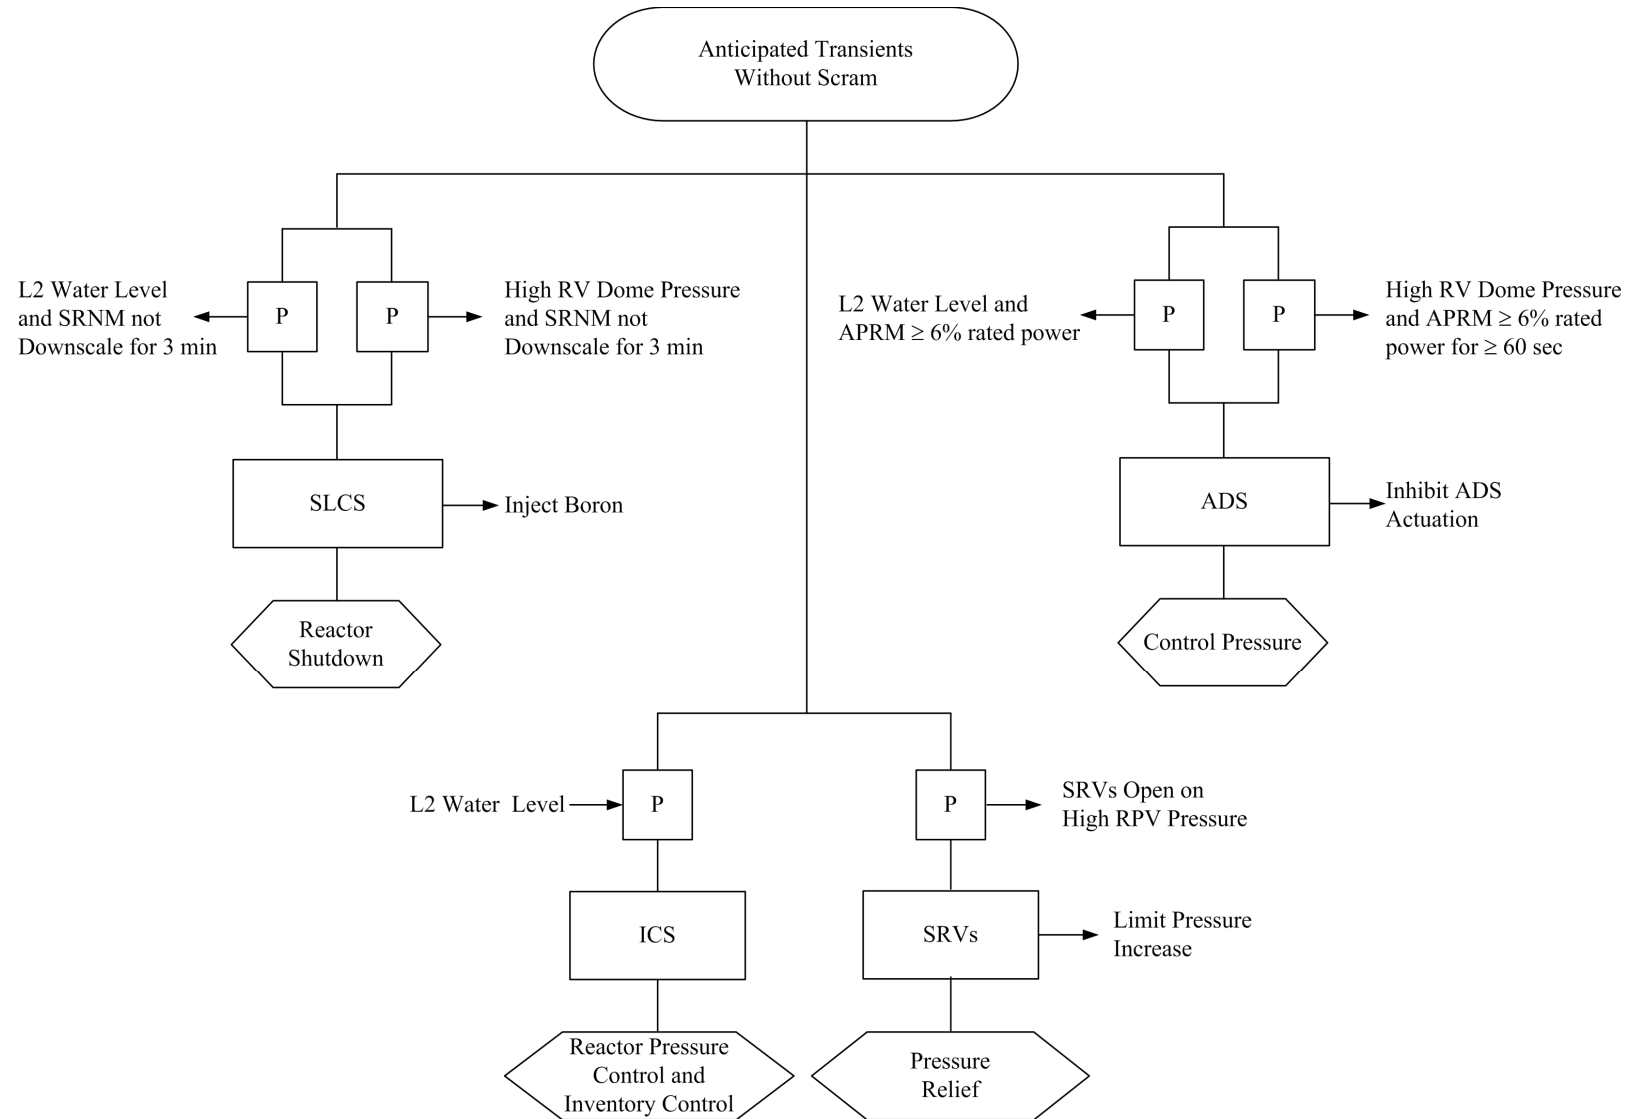 Anticipated Transients
Without Scram
L2 Water Level
and SRNM not
Downscale for 3 min
P
P
High RV Dome Pressure
and SRNM not
Downscale for 3 min
L2 Water Level and
APRM ≥ 6% rated power
P
P
High RV Dome Pressure
and APRM ≥ 6% rated
power for ≥ 60 sec
SLCS
Inject Boron
ADS
Inhibit ADS
Actuation
Reactor
Shutdown
Control Pressure
L2 Water Level
P
P
SRVs Open on
High RPV Pressure
ICS
SRVs
Limit Pressure
Increase
Reactor Pressure
Control and
Inventory Control
Pressure
Relief